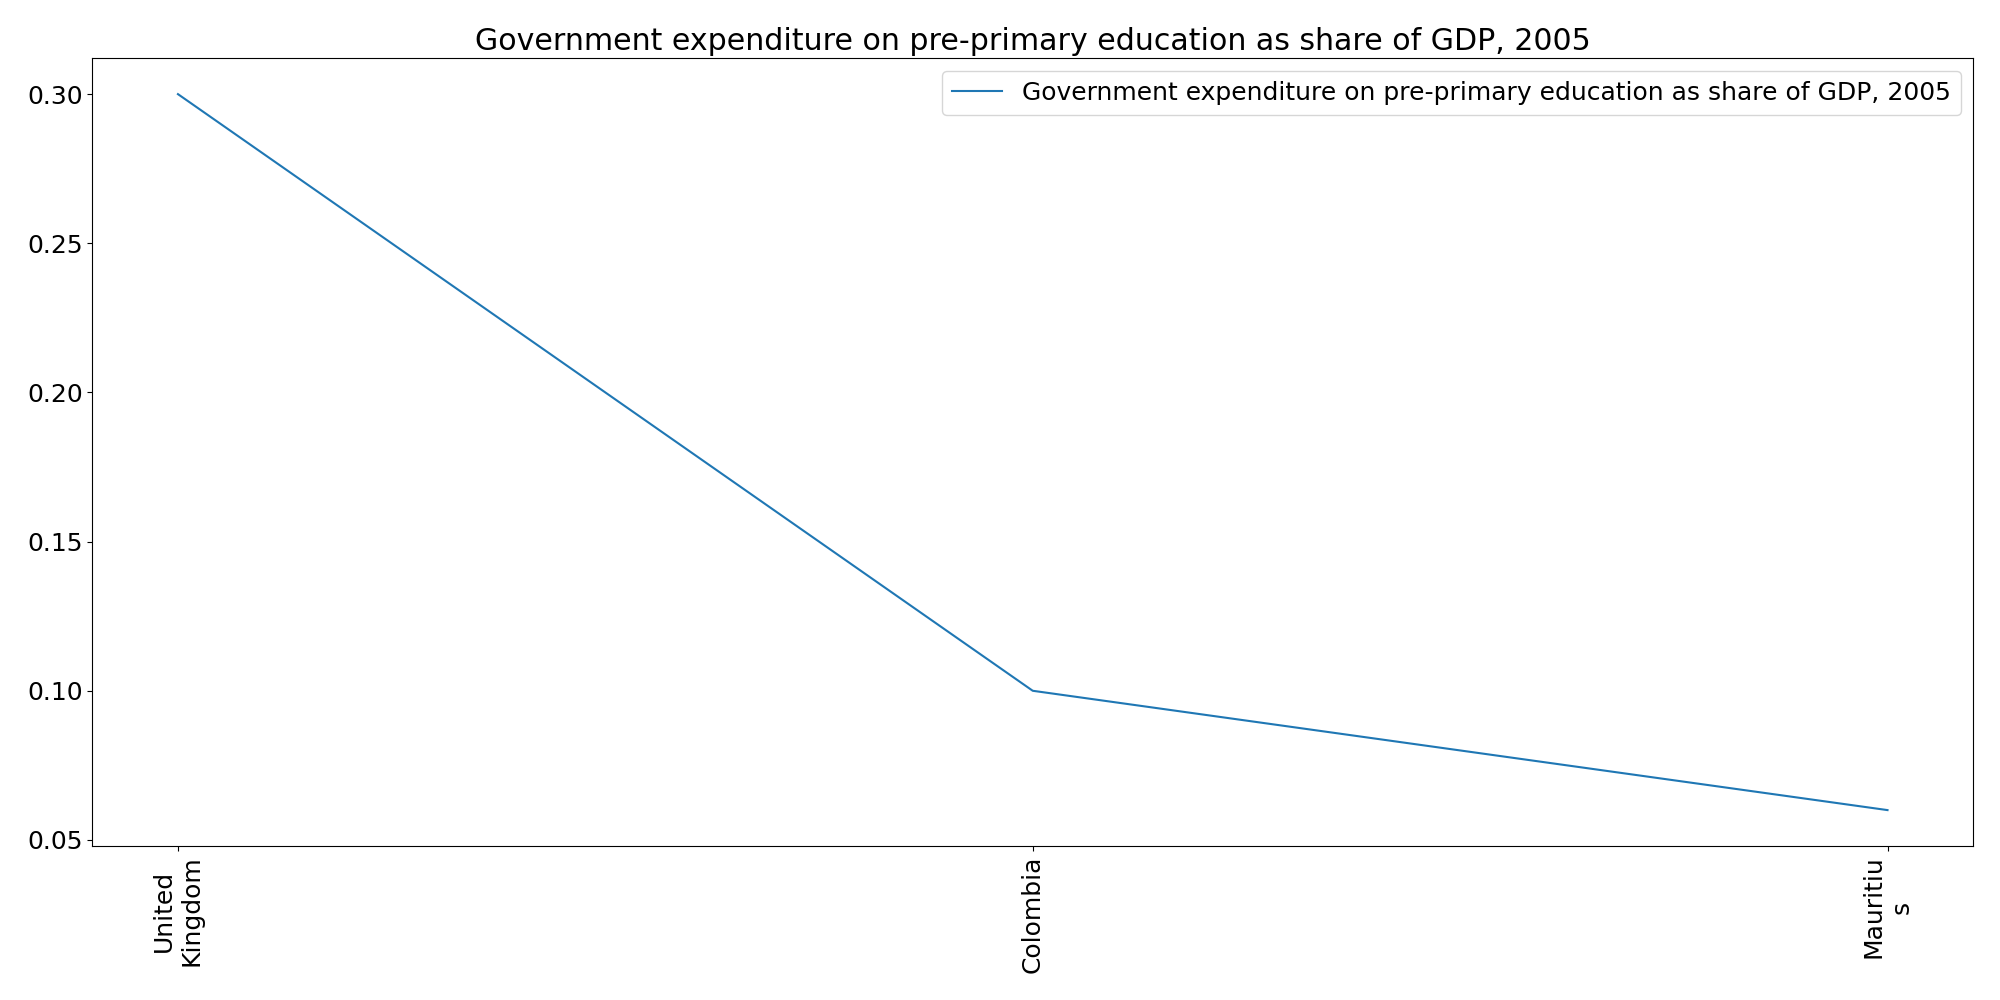 Government expenditure on pre-primary education as share of GDP, 2005
Government expenditure on pre-primary education as share of GDP, 2005
0.30
0.25
0.20
0.15
0.10
0.05
United
Kingdom
Colombia
Mauritiu
s